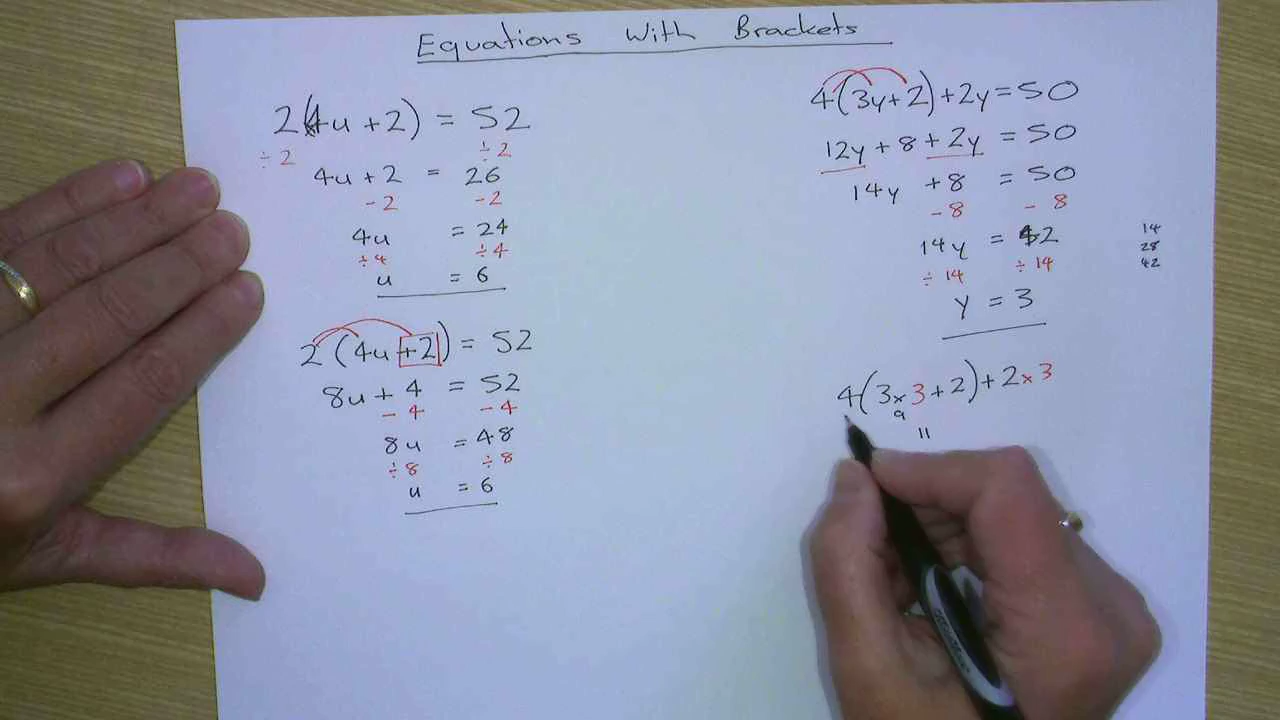 Equations With Brackets
2(4u + 2) = 52
÷ 2 ÷ 2
4u + 2 = 26
- 2 - 2
4u = 24
÷ 4 ÷ 4
u = 6
2(4u + 2) = 52
8u + 4 = 52
- 4 - 4
8u = 48
÷ 8 ÷ 8
u = 6
4(3y + 2) + 2y = 50
12y + 8 + 2y = 50
14y + 8 = 50
- 8 - 8
14y = 42
÷ 14 ÷ 14
y = 3
14
28
42
4(3 x 3 + 2) + 2 x 3
9
11